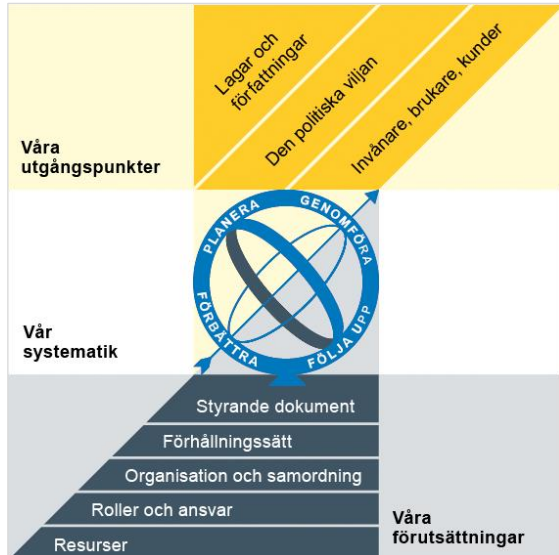 Lagar och
författningar
Den politiska viljan
Invånare, brukare, kunder
Våra
utgångspunkter
PLANERA
GENOMFÖRA
FÖLJA UPP
FÖRBÄTTRA
Vår
systematik
Styrande dokument
Förhållningssätt
Organisation och samordning
Roller och ansvar
Resurser
Våra
förutsättningar